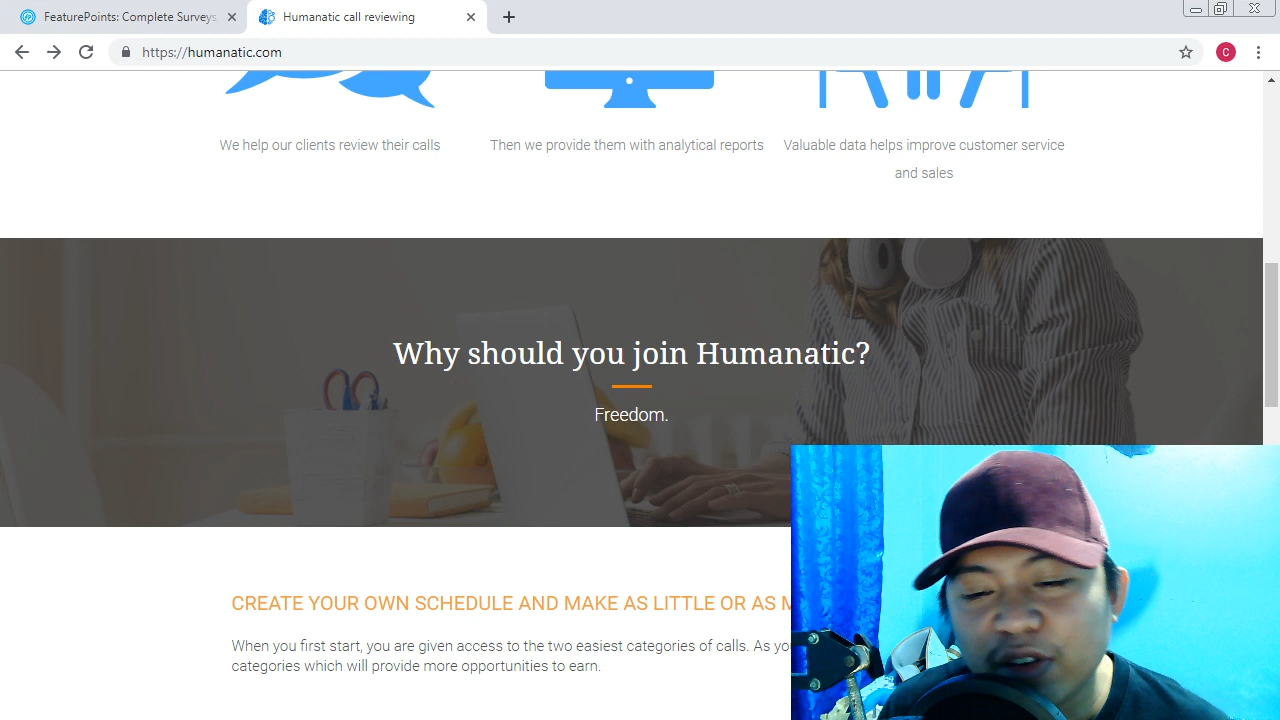 FeaturePoints: Complete Surveys,
Humanatic call reviewing
https://humanatic.com
C
We help our clients review their calls
Then we provide them with analytical reports
Valuable data helps improve customer service
and sales
Why should you join Humanatic?
Freedom.
CREATE YOUR OWN SCHEDULE AND MAKE AS LITTLE OR AS
When you first start, you are given access to the two easiest categories of calls. As
categories which will provide more opportunities to earn.